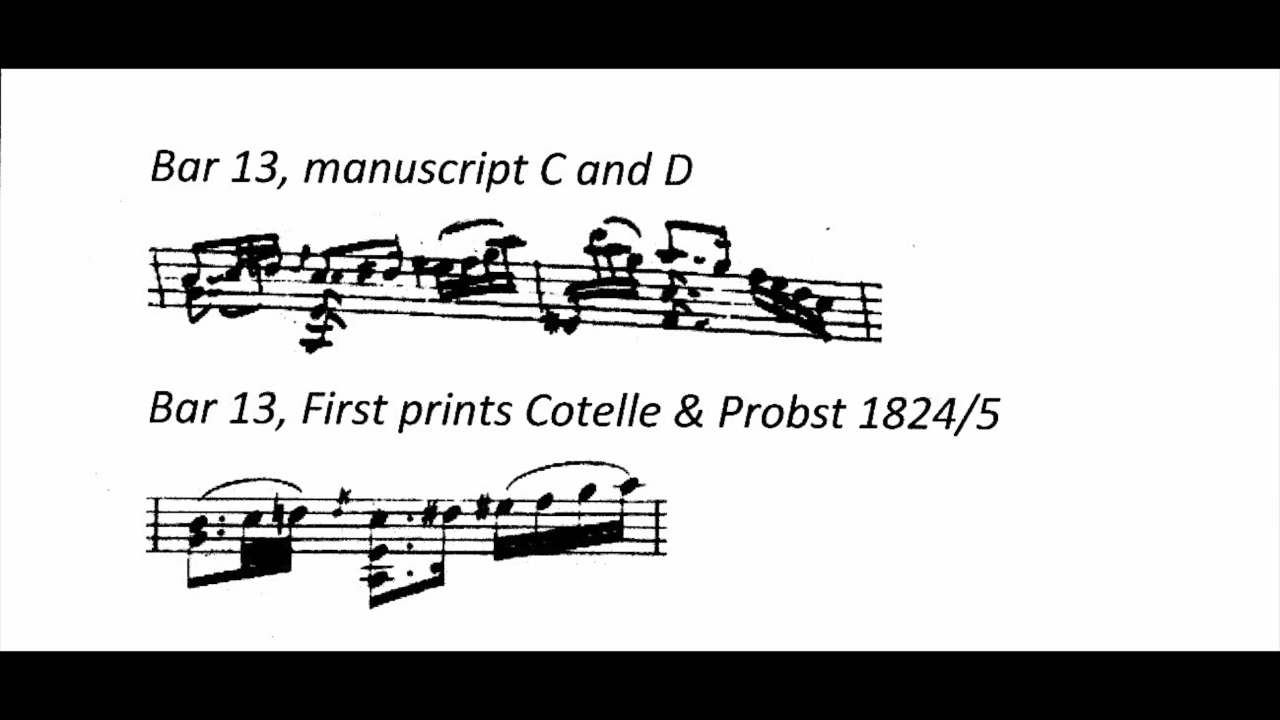 Bar 13, manuscript C and D
Bar 13, First prints Cotelle & Probst 1824/5